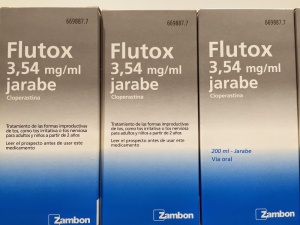 669887.7
Flutox
3,54 mg/ml
jarabe
Cloperastina
Tratamiento de las formas improductivas
de tos, como tos irritativa o tos nerviosa
para adultos y niños a partir de 2 años
Leer el prospecto antes de usar este
medicamento
Zambon
669887.7
Flutox
3,54 mg/ml
jarabe
Cloperastina
Tratamiento de las formas improductivas
de tos, como tos irritativa o tos nerviosa
para adultos y niños a partir de 2 años
Leer el prospecto antes de usar este
medicamento
Zambon
669887.7
Flutox
3,54 mg/ml
jarabe
Cloperastina
200 ml - Jarabe
Vía oral
Zambon